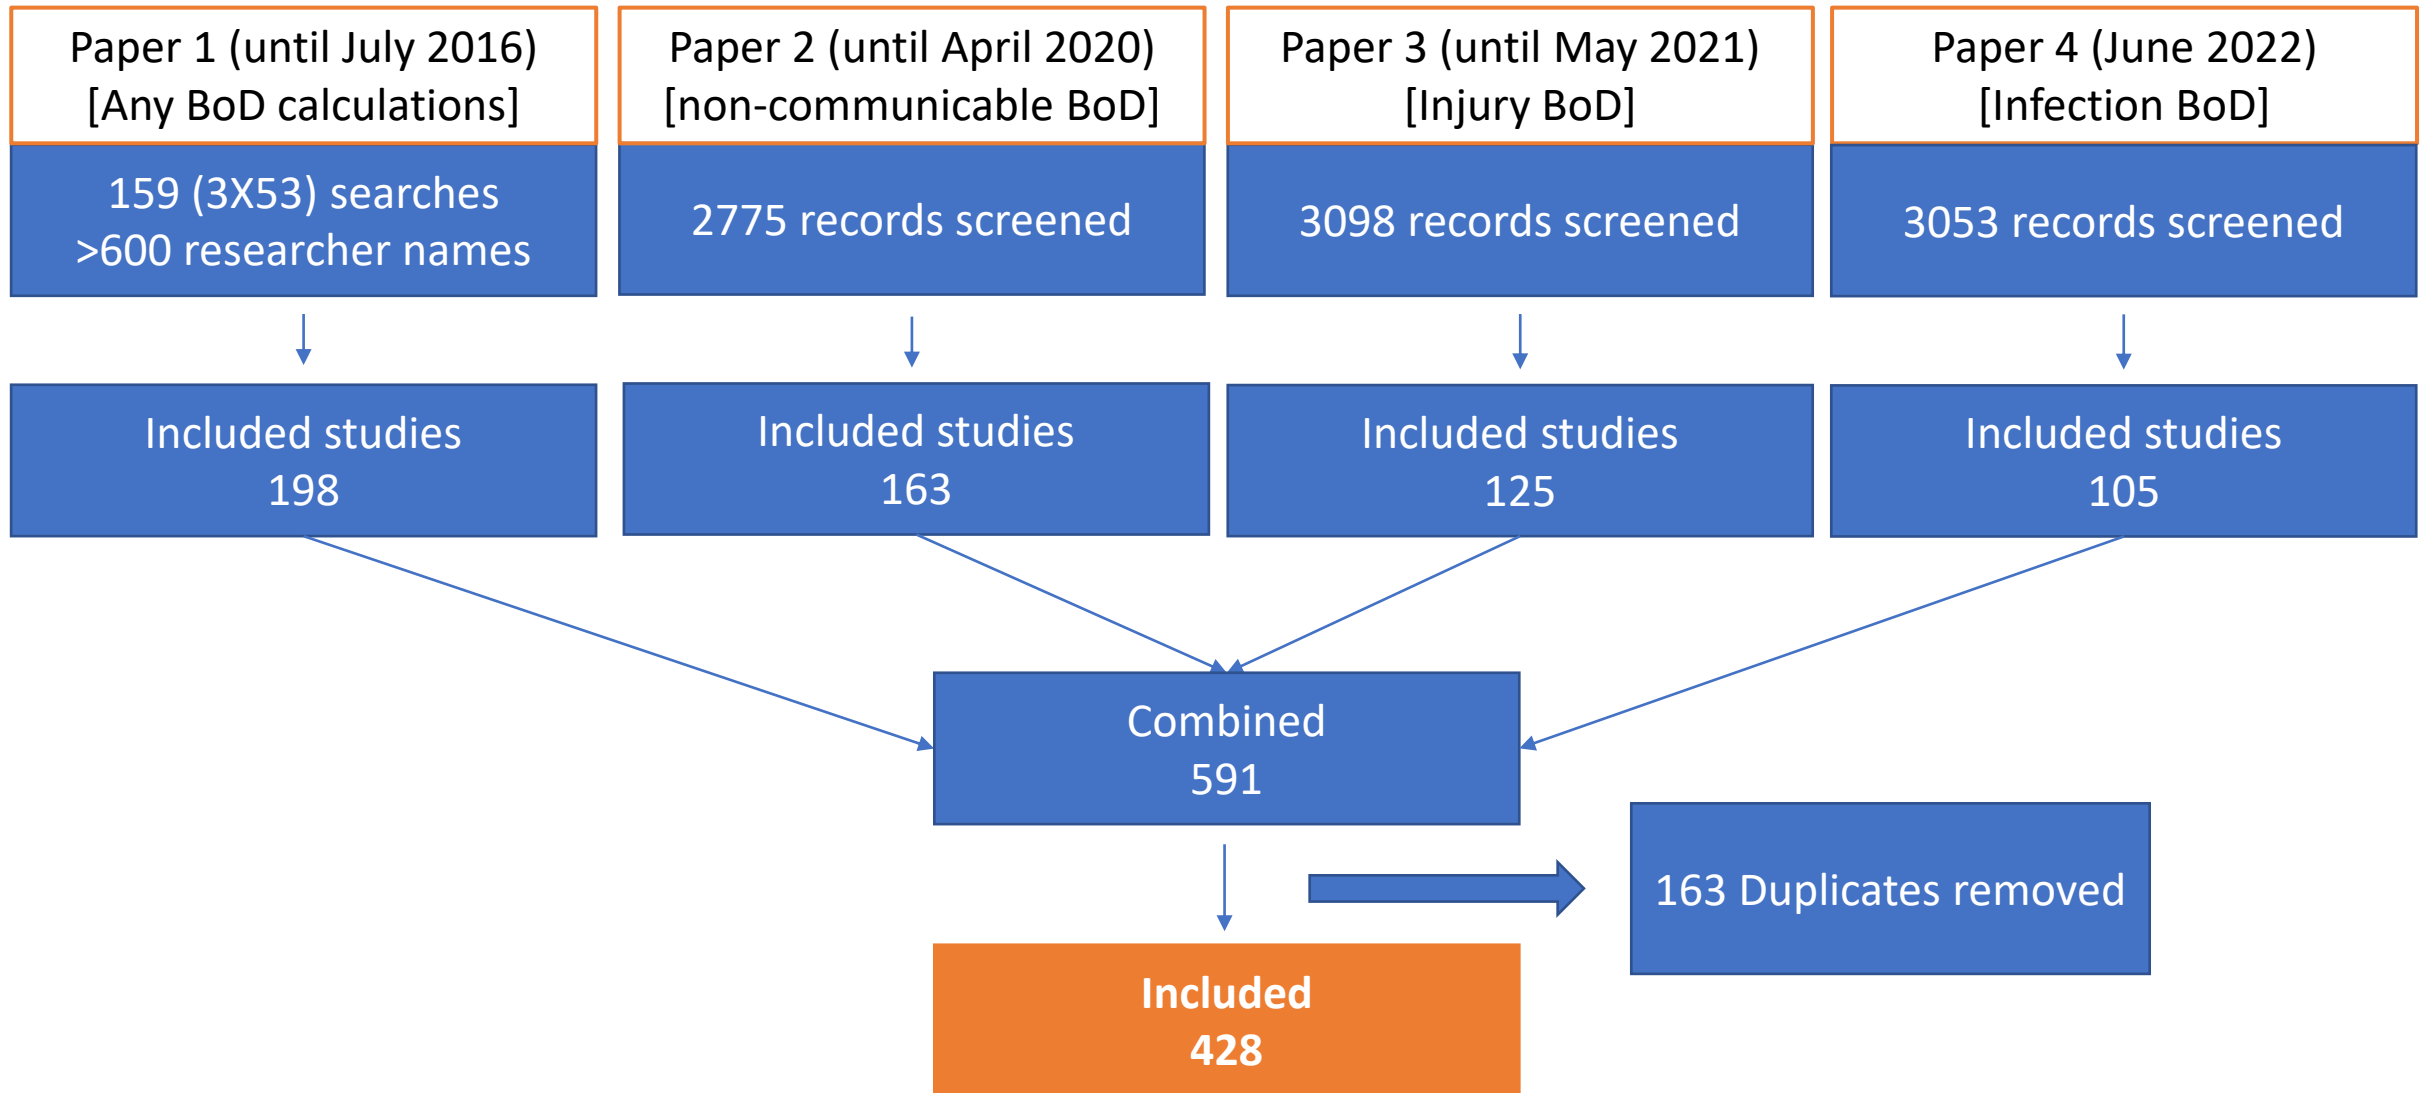 Paper 1 (until July 2016)
[Any BoD calculations]
159 (3X53) searches
>600 researcher names
Included studies
198
Paper 2 (until April 2020)
[non-communicable BoD]
2775 records screened
Included studies
163
Paper 3 (until May 2021)
[Injury BoD]
3098 records screened
Included studies
125
Paper 4 (June 2022)
[Infection BoD]
3053 records screened
Included studies
105
Combined
591
163 Duplicates removed
Included
428